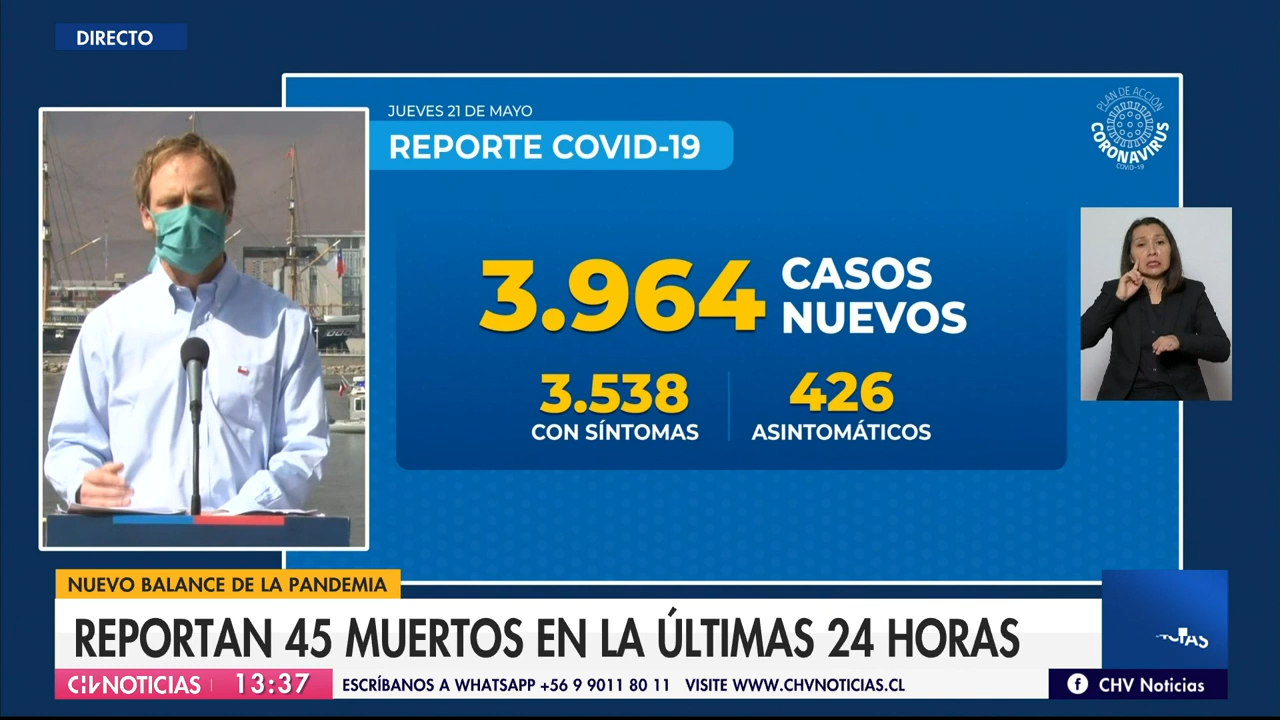 DIRECTO
JUEVES 21 DE MAYO
REPORTE COVID-19
PLAN DE ACCIÓN
CORONAVIRUS
COVID-19
3.964 CASOS NUEVOS
3.538 CON SÍNTOMAS
426 ASINTOMÁTICOS
NUEVO BALANCE DE LA PANDEMIA
REPORTAN 45 MUERTOS EN LA ÚLTIMAS 24 HORAS
CHV NOTICIAS 13:37 ESCRÍBANOS A WHATSAPP +56 9 9011 80 11 VISITE WWW.CHVNOTICIAS.CL
CHV Noticias